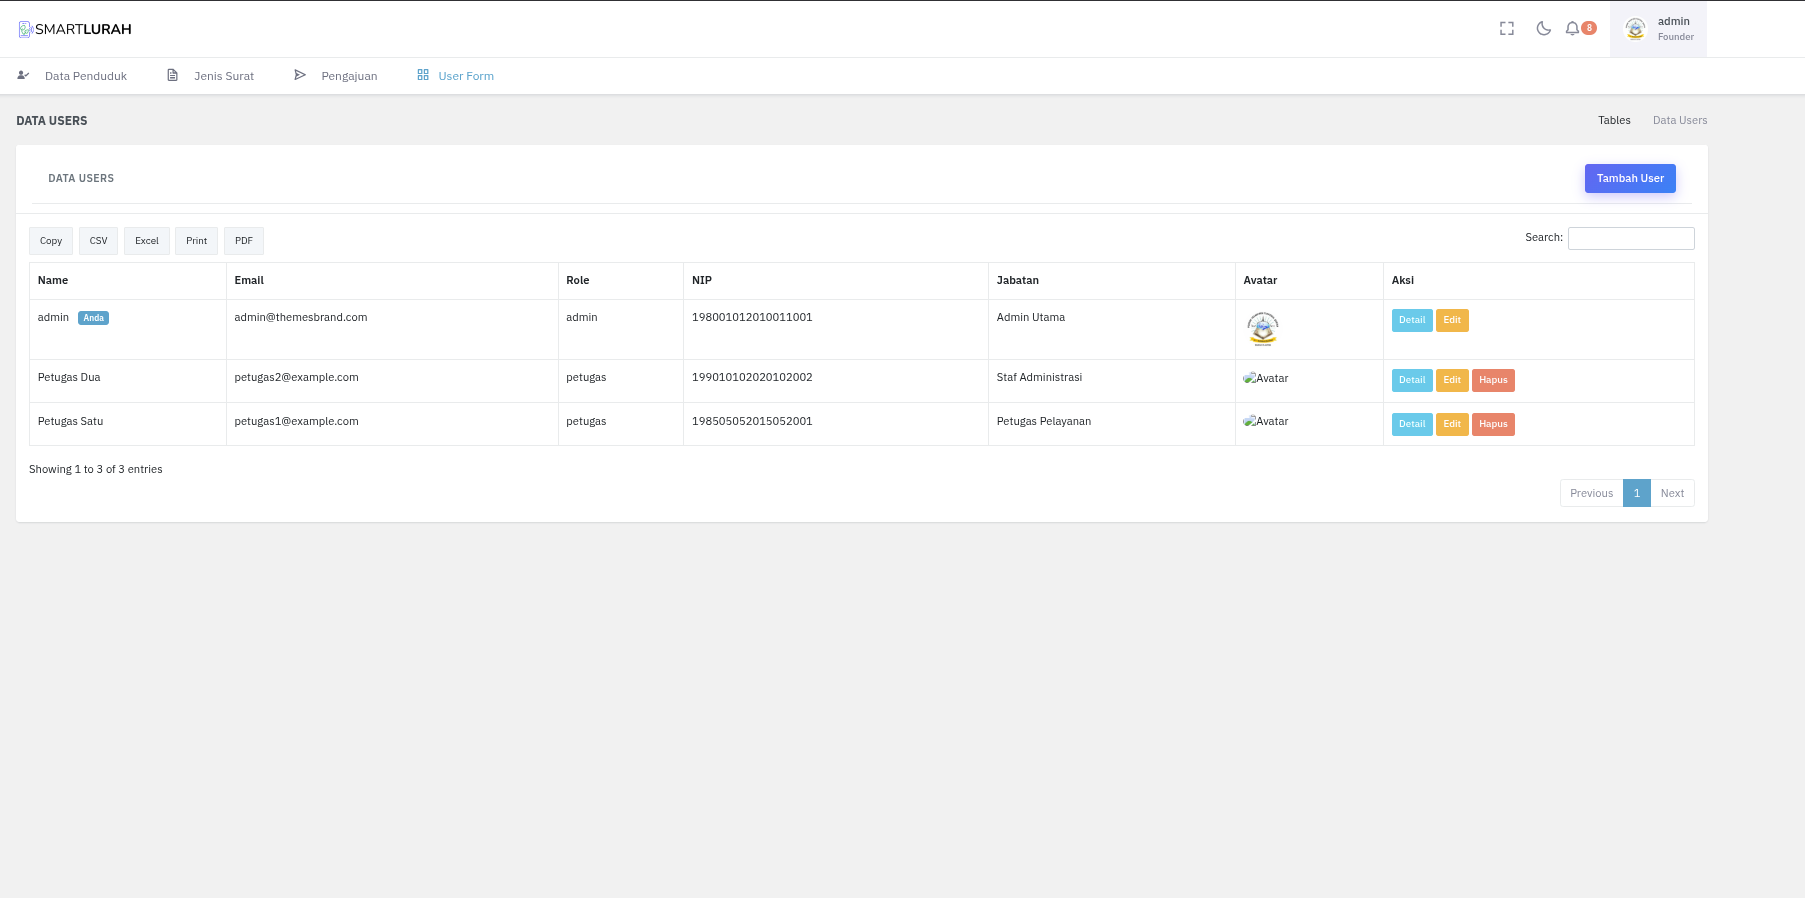 SMARTLURAH
8
admin
Founder
Data Penduduk
Jenis Surat
Pengajuan
User Form
DATA USERS
Tables Data Users
DATA USERS
Tambah User
Copy CSV Excel Print PDF
Search:
Name Email Role NIP Jabatan Avatar Aksi
admin Anda admin@themesbrand.com admin 198001012010011001 Admin Utama Detail Edit
Petugas Dua petugas2@example.com petugas 199010102020102002 Staf Administrasi Avatar Detail Edit Hapus
Petugas Satu petugas1@example.com petugas 198505052015052001 Petugas Pelayanan Avatar Detail Edit Hapus
Showing 1 to 3 of 3 entries
Previous 1 Next